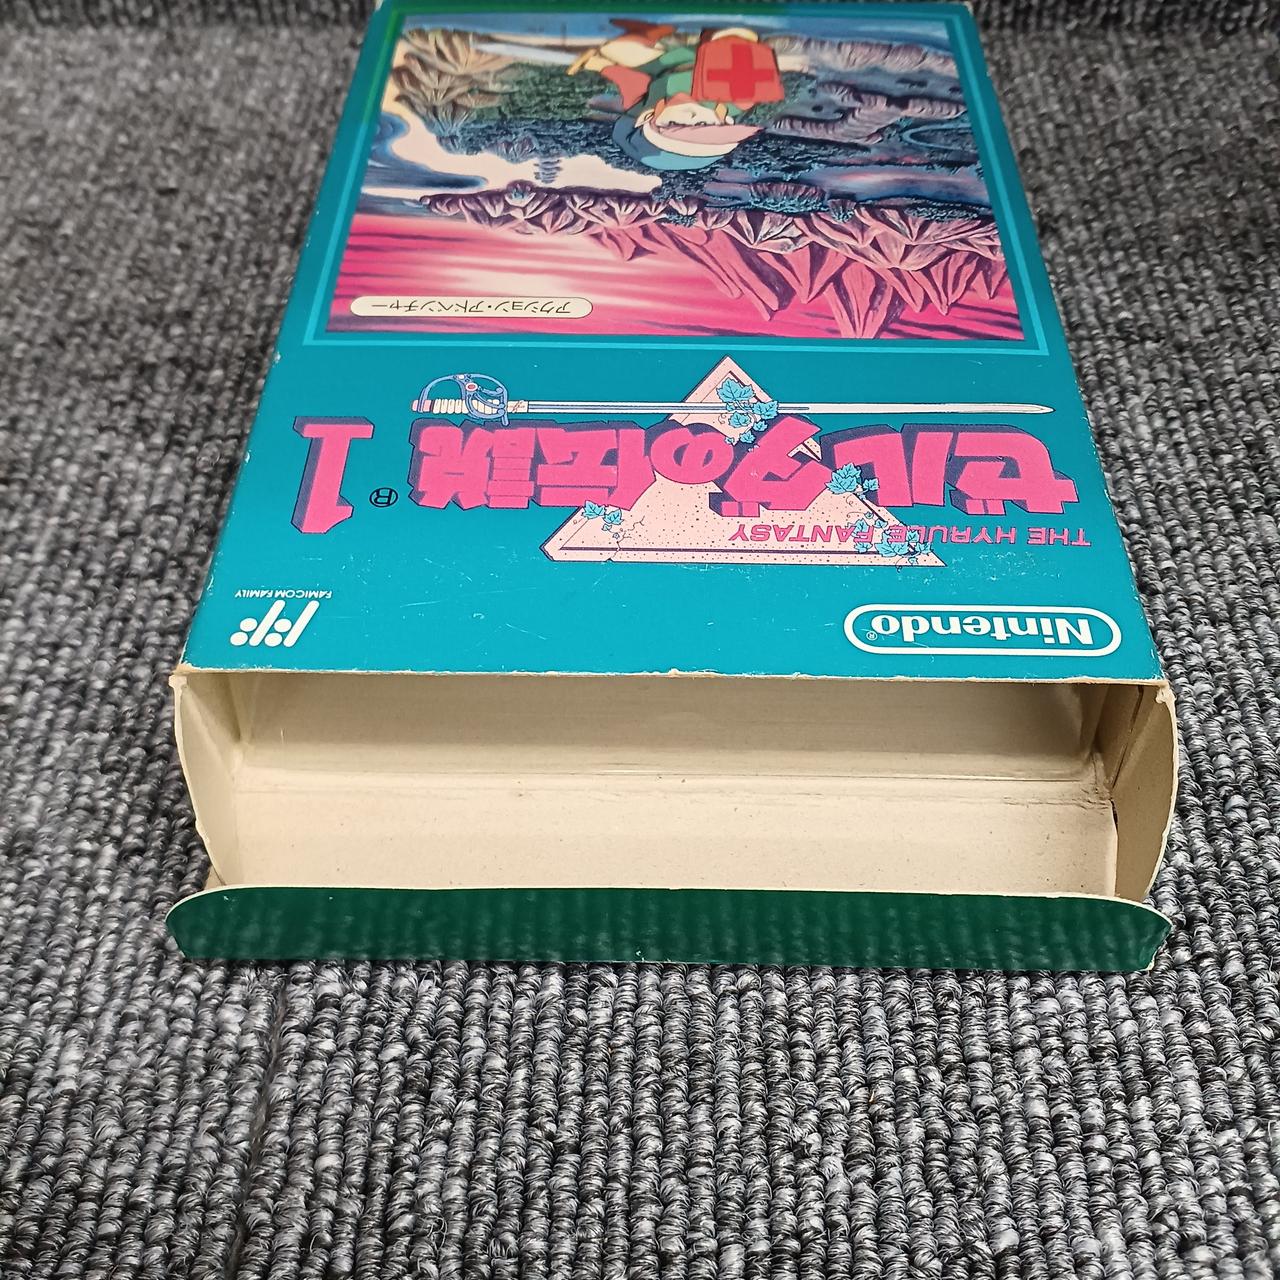 Nintendo®
FAMICOM FAMILY
THE HYRULE FANTASY
ゼルダの伝説 1
®
アクション・アドベンチャー